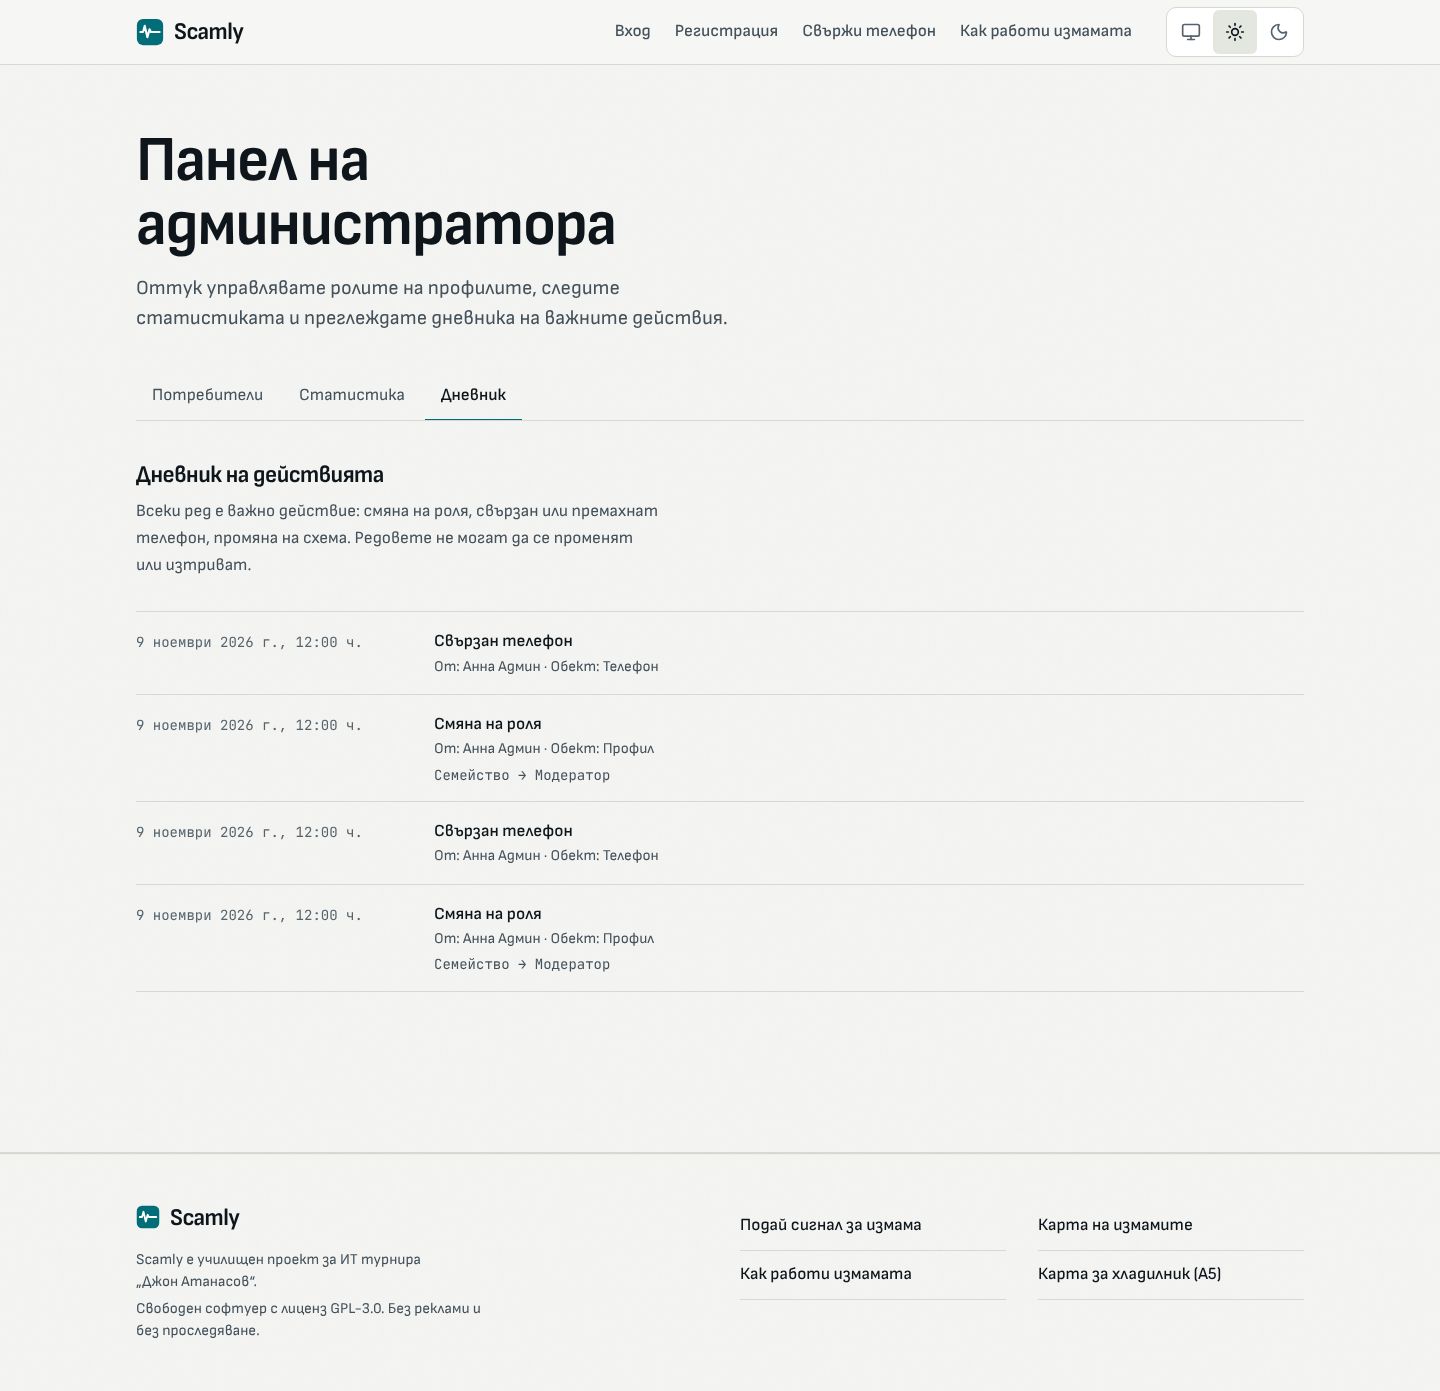 Scamly
Вход
Регистрация
Свържи телефон
Как работи измамата
Панел на
администратора
Оттук управлявате ролите на профилите, следите
статистиката и преглеждате дневника на важните действия.
Потребители
Статистика
Дневник
Дневник на действията
Всеки ред е важно действие: смяна на роля, свързан или премахнат
телефон, промяна на схема. Редовете не могат да се променят
или изтриват.
9 ноември 2026 г., 12:00 ч.
Свързан телефон
От: Анна Админ · Обект: Телефон
9 ноември 2026 г., 12:00 ч.
Смяна на роля
От: Анна Админ · Обект: Профил
Семейство → Модератор
9 ноември 2026 г., 12:00 ч.
Свързан телефон
От: Анна Админ · Обект: Телефон
9 ноември 2026 г., 12:00 ч.
Смяна на роля
От: Анна Админ · Обект: Профил
Семейство → Модератор
Scamly
Scamly е училищен проект за ИТ турнира
„Джон Атанасов“.
Свободен софтуер с лиценз GPL-3.0. Без реклами и
без проследяване.
Подай сигнал за измама
Карта на измамите
Как работи измамата
Карта за хладилник (А5)